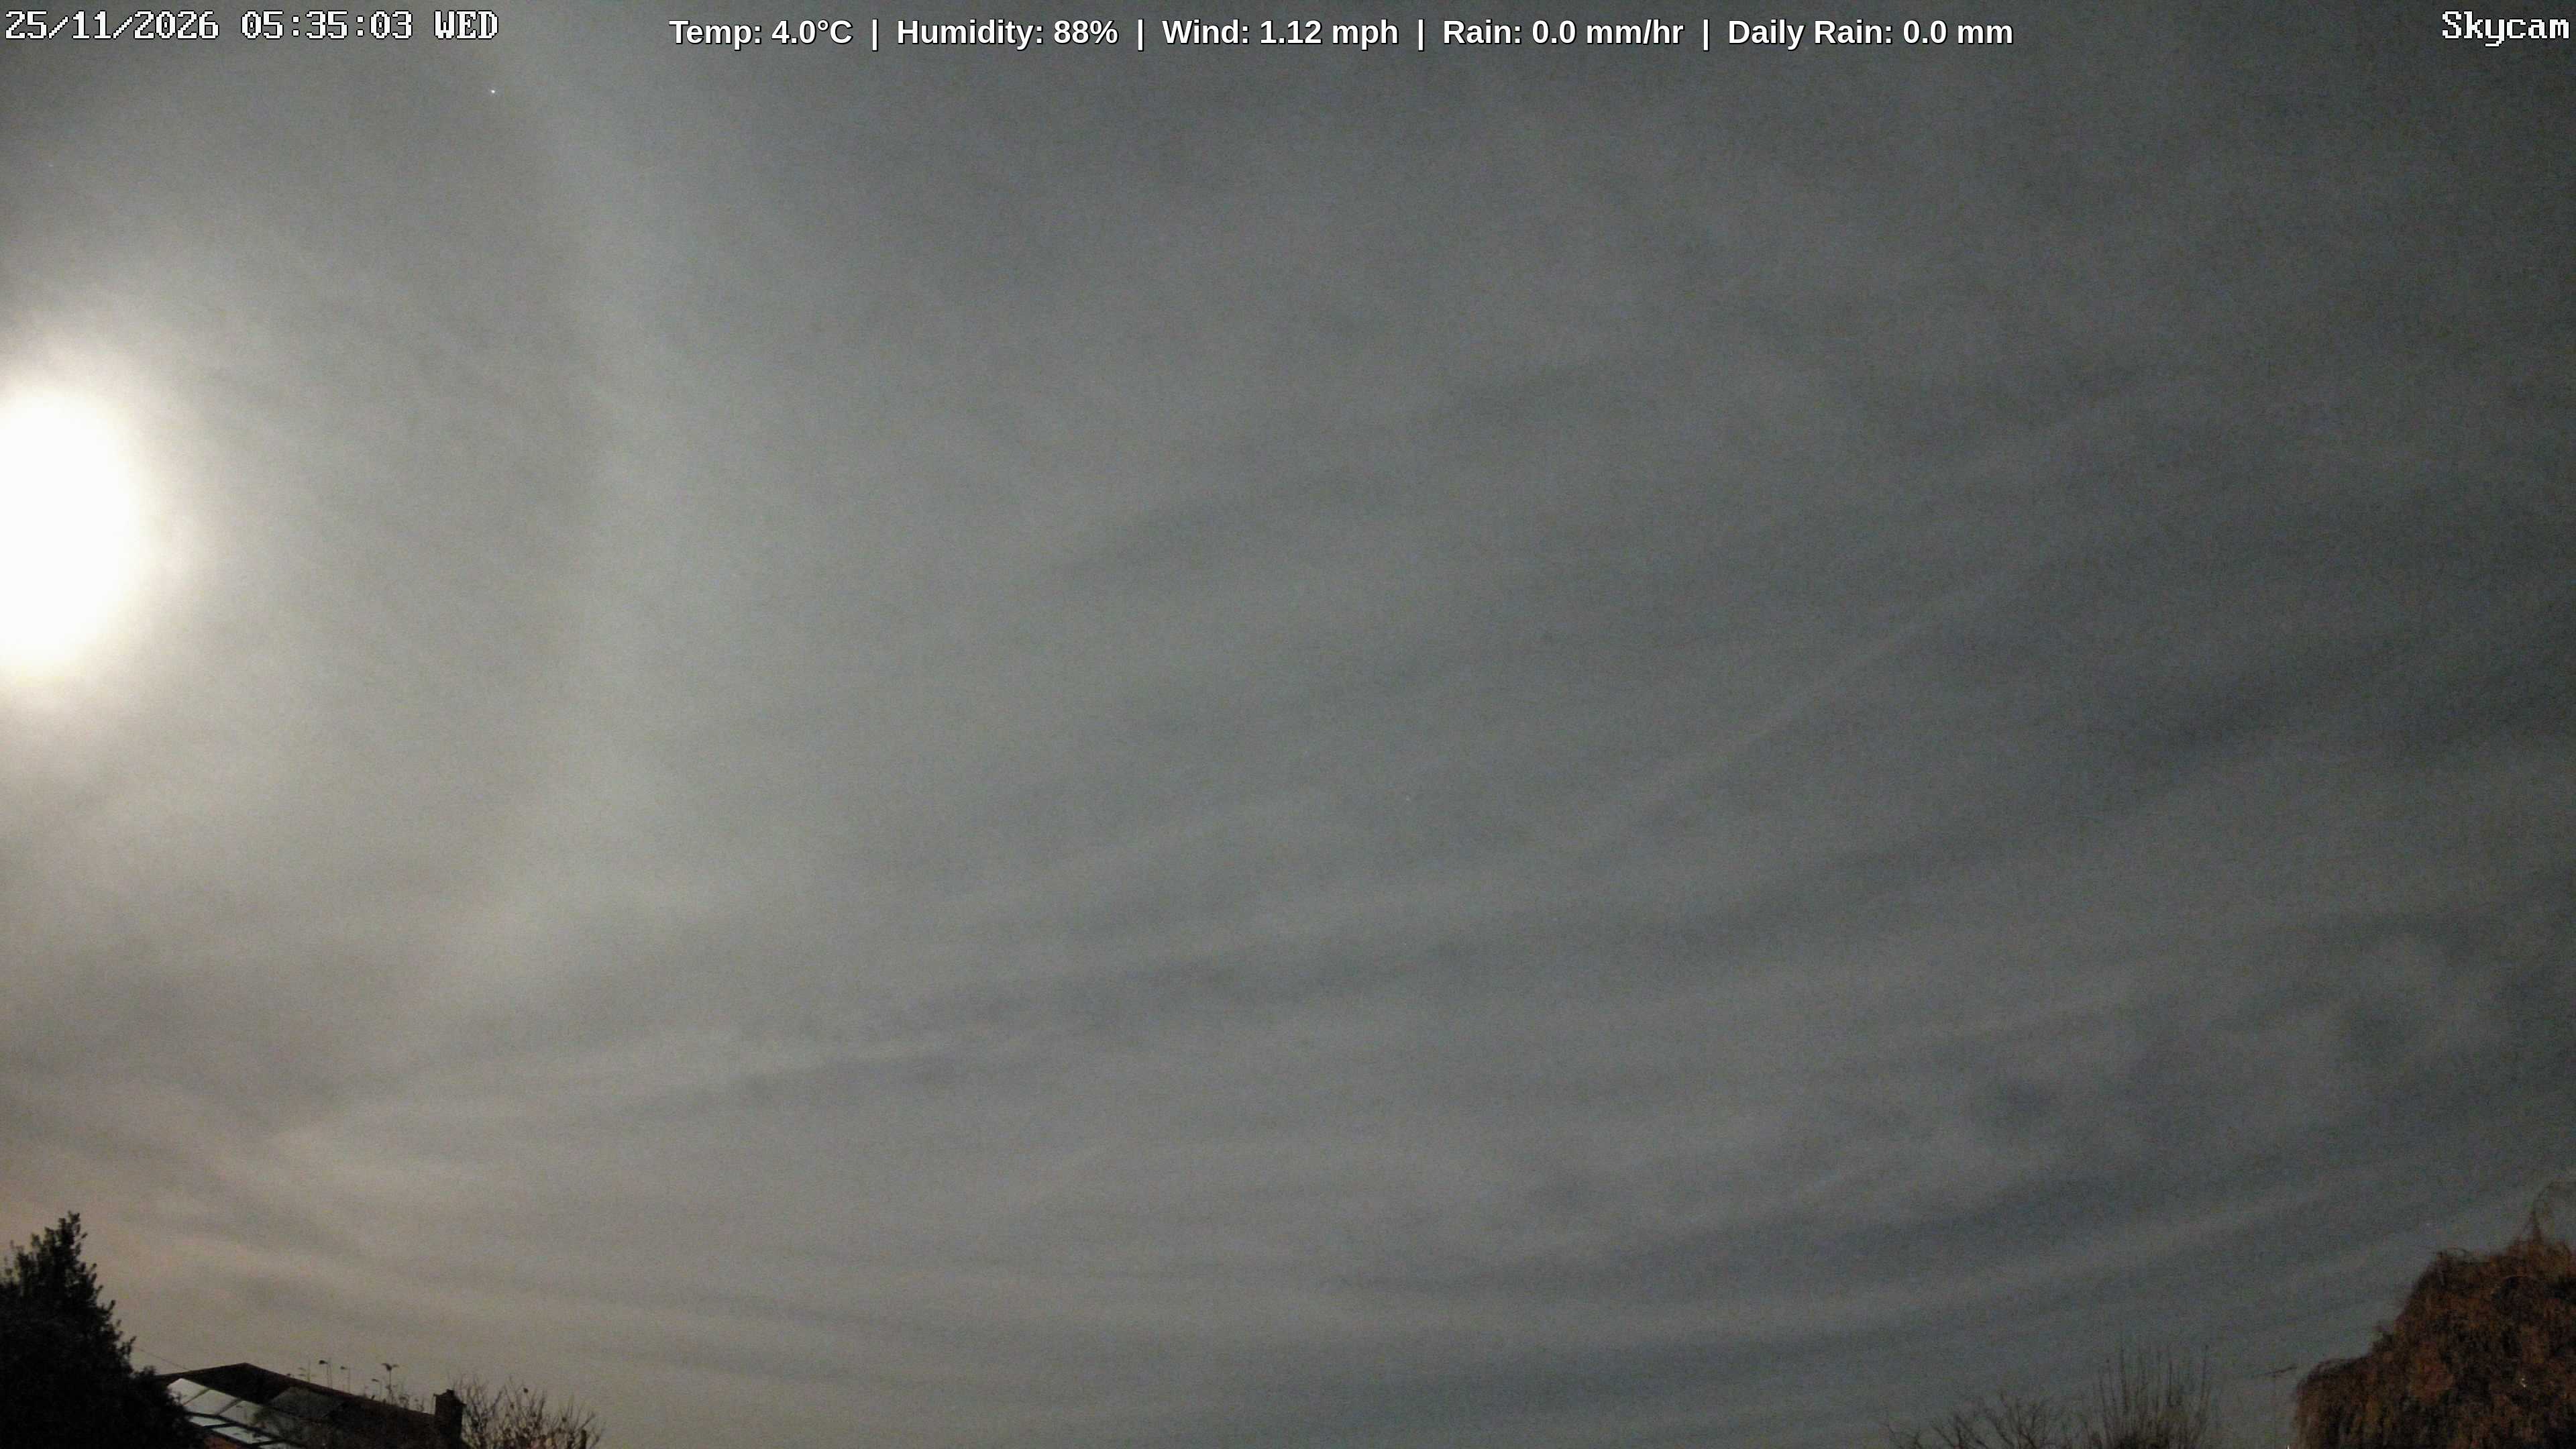 25/11/2026 05:35:03 WED
Temp: 4.0°C | Humidity: 88% | Wind: 1.12 mph | Rain: 0.0 mm/hr | Daily Rain: 0.0 mm
Skycam